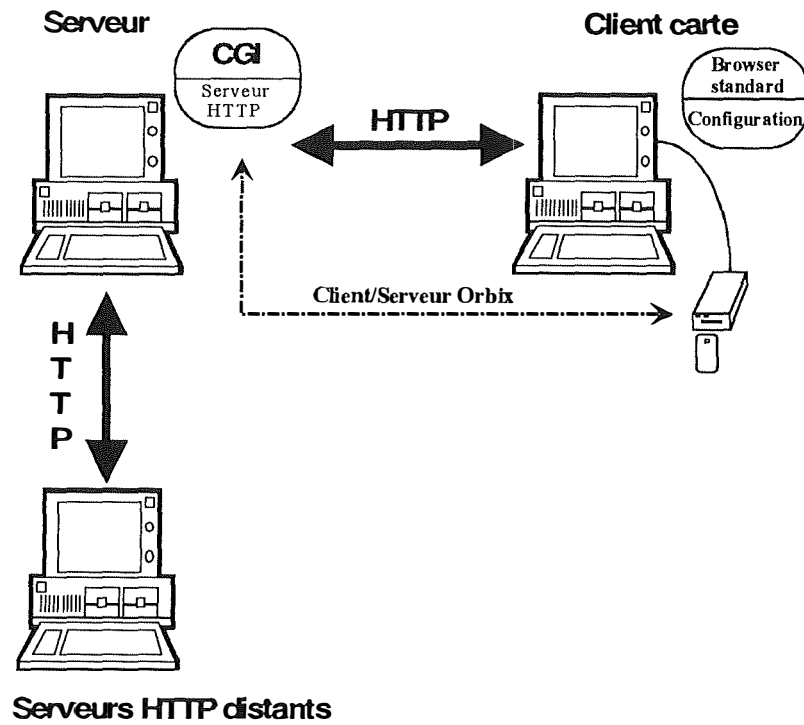 Serveur
Client carte
CGI
Serveur
HTTP
Browser
standard
Configuration
HTTP
Client/Serveur Orbix
H
T
T
P
Serveurs HTTP distants